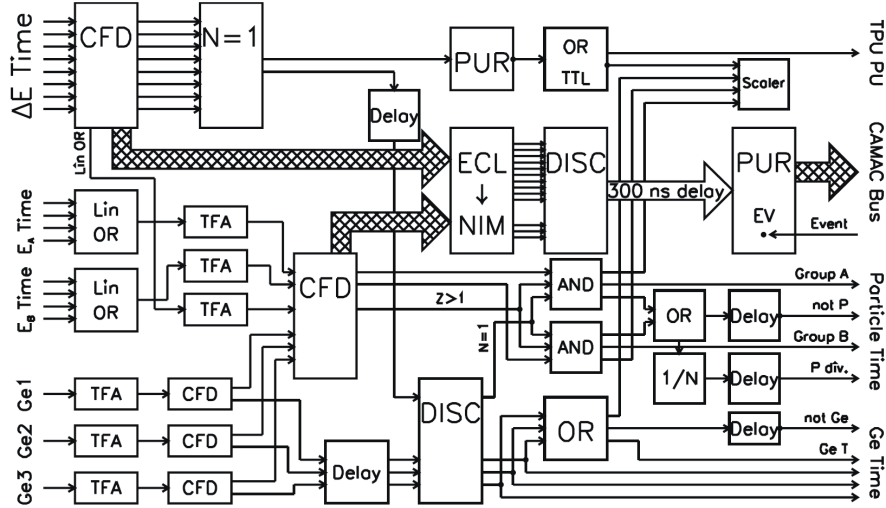 ΔE Time
CFD
N=1
PUR
OR
TTL
Scaler
TPU PU
Delay
Lin OR
ECL
NIM
DISC
300 ns delay
PUR
EV
Event
CAMAC Bus
E_A Time
Lin
OR
TFA
TFA
E_B Time
Lin
OR
TFA
CFD
Z>1
N=1
AND
AND
Group A
OR
Delay
not P
Group B
1/N
Delay
P div.
Particle Time
Ge1
TFA
CFD
Ge2
TFA
CFD
Ge3
TFA
CFD
Delay
DISC
OR
Delay
not Ge
Ge T
Ge Time